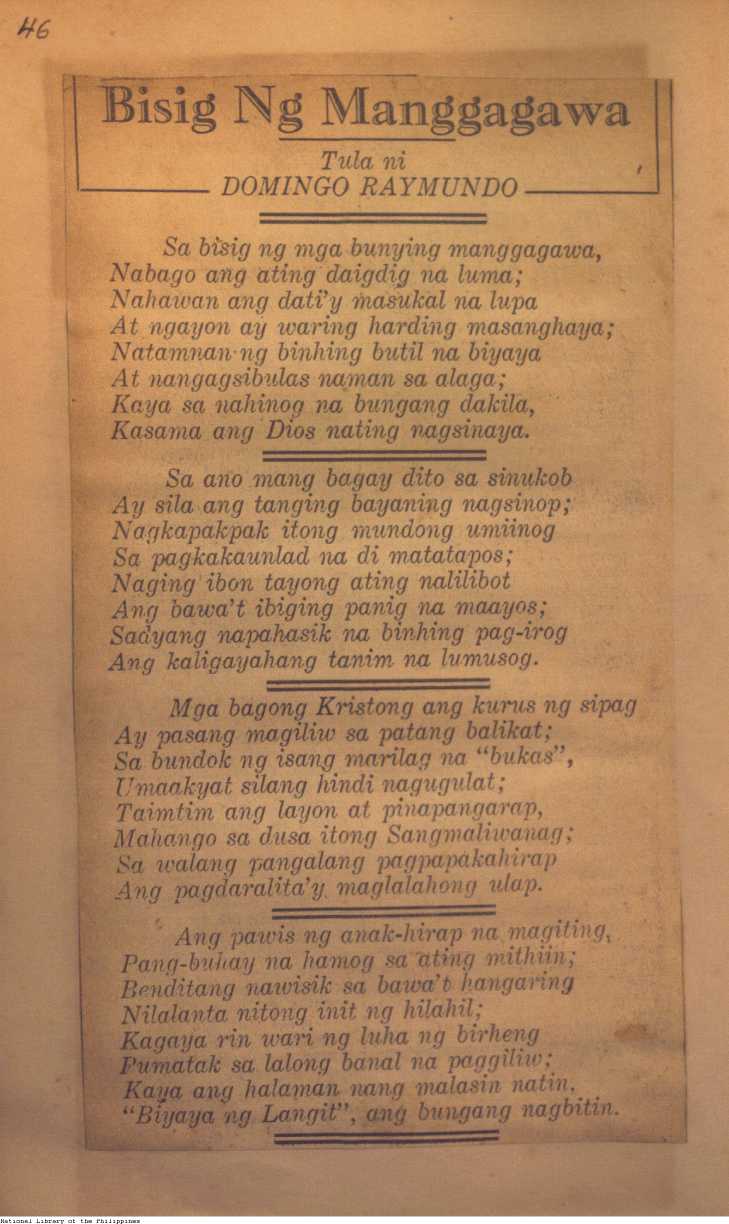 46
Bisig Ng Manggagawa
Tula ni
DOMINGO RAYMUNDO
Sa bisig ng mga bunying manggagawa,
Nabago ang ating daigdig na luma;
Nahawan ang dati'y masukal na lupa
At ngayon ay waring harding masanghaya;
Natamnan ng binhing butil na biyaya
At nangagsibulas naman sa alaga;
Kaya sa nahinog na bungang dakila,
Kasama ang Dios nating nagsinaya.
Sa ano mang bagay dito sa sinukob
Ay sila ang tanging bayaning nagsinop;
Nagkapakpak itong mundong umiinog
Sa pagkakaunlad na di matatapos;
Naging ibon tayong ating nalilibot
Ang bawa't ibiging panig na maayos;
Sadyang napahasik na binhing pag-irog
Ang kaligayahang tanim na lumusog.
Mga bagong Kristong ang kurus ng sipag
Ay pasang magiliw sa patang balikat;
Sa bundok ng isang marilag na "bukas",
Umaakyat silang hindi nagugulat;
Taimtim ang layon at pinapangarap,
Mahango sa dusa itong Sangmaliwanag;
Sa walang pangalang pagpapakahirap
Ang pagdaralita'y maglalahong ulap.
Ang pawis ng anak-hirap na magiting,
Pang-buhay na hamog sa ating mithiin;
Benditang nawisik sa bawa't hangaring
Nilalanta nitong init ng hilahil;
Kagaya rin wari ng luha ng birheng
Pumatak sa lalong banal na paggiliw;
Kaya ang halaman nang malasin natin,
"Biyaya ng Langit", ang bungang nagbitin.
National Library of the Philippines